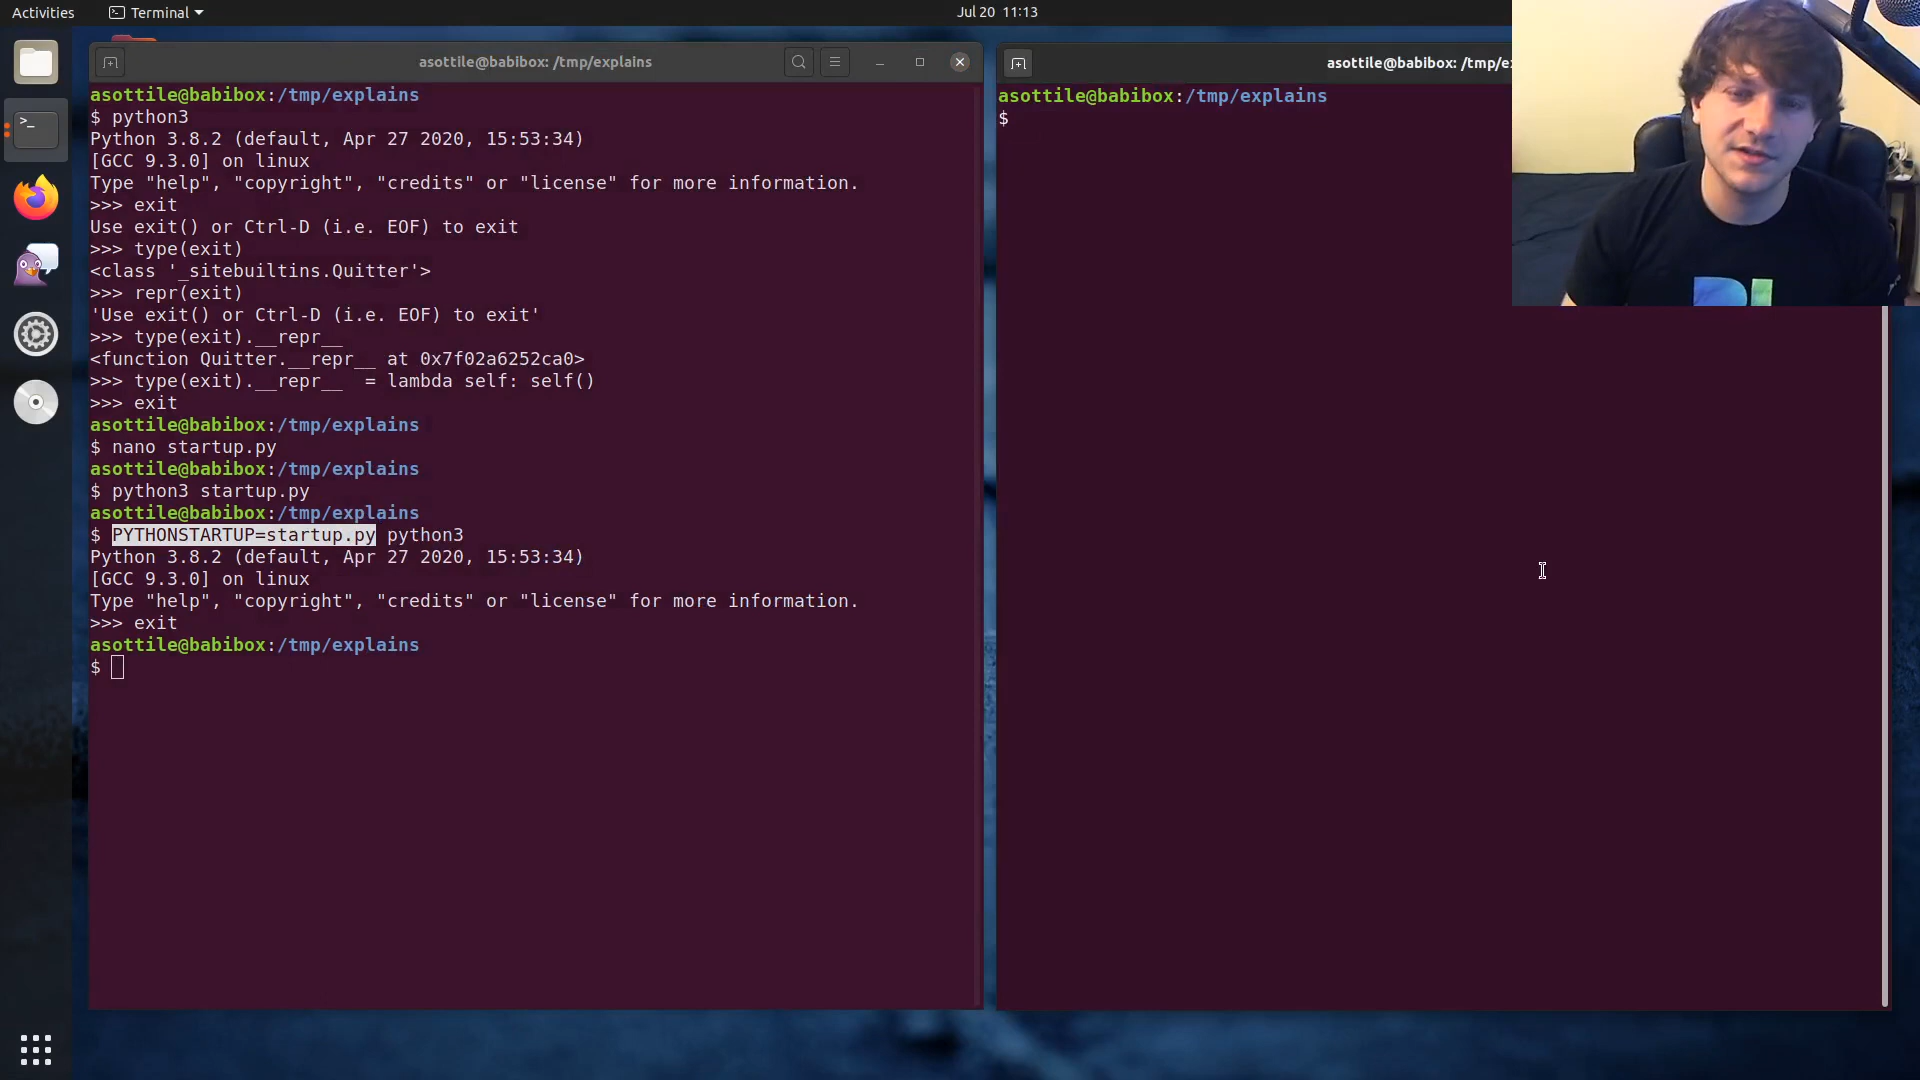 Activities
Terminal
Jul 20 11:13
asottile@babibox: /tmp/explains
asottile@babibox:/tmp/explains
$ python3
Python 3.8.2 (default, Apr 27 2020, 15:53:34)
[GCC 9.3.0] on linux
Type "help", "copyright", "credits" or "license" for more information.
>>> exit
Use exit() or Ctrl-D (i.e. EOF) to exit
>>> type(exit)
<class '_sitebuiltins.Quitter'>
>>> repr(exit)
'Use exit() or Ctrl-D (i.e. EOF) to exit'
>>> type(exit).__repr__
<function Quitter.__repr__ at 0x7f02a6252ca0>
>>> type(exit).__repr__  = lambda self: self()
>>> exit
asottile@babibox:/tmp/explains
$ nano startup.py
asottile@babibox:/tmp/explains
$ python3 startup.py
asottile@babibox:/tmp/explains
$ PYTHONSTARTUP=startup.py python3
Python 3.8.2 (default, Apr 27 2020, 15:53:34)
[GCC 9.3.0] on linux
Type "help", "copyright", "credits" or "license" for more information.
>>> exit
asottile@babibox:/tmp/explains
$
asottile@babibox: /tmp/e
asottile@babibox:/tmp/explains
$